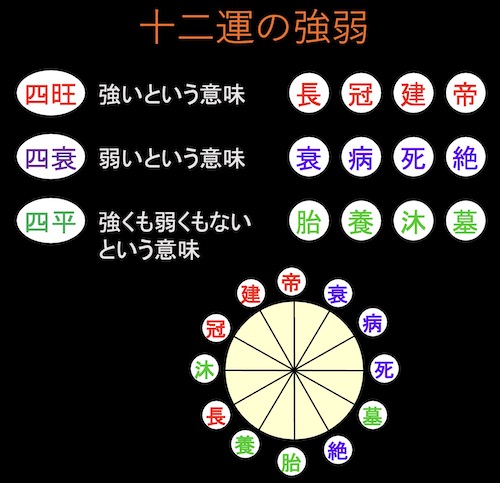 十二運の強弱
四旺 強いという意味 長 冠 建 帝
四衰 弱いという意味 衰 病 死 絶
四平 強くも弱くもない
という意味 胎 養 沐 墓
帝
建 衰
冠 病
沐 死
長 墓
養 絶
胎